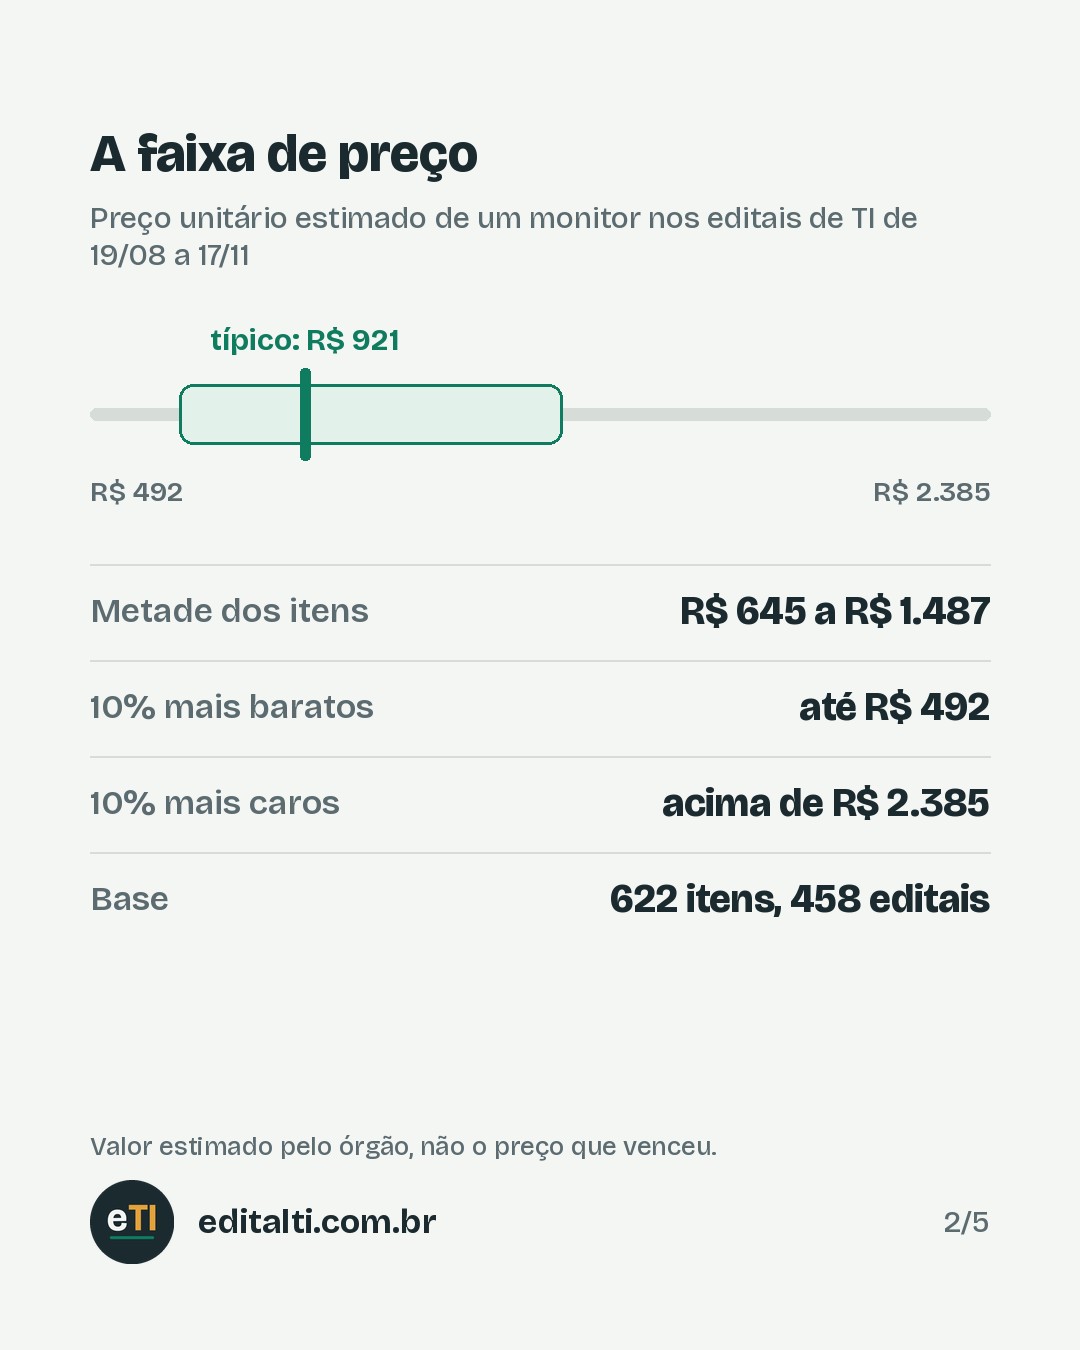 A faixa de preço
Preço unitário estimado de um monitor nos editais de TI de
19/08 a 17/11
típico: R$ 921
R$ 492
R$ 2.385
Metade dos itens
R$ 645 a R$ 1.487
10% mais baratos
até R$ 492
10% mais caros
acima de R$ 2.385
Base
622 itens, 458 editais
Valor estimado pelo órgão, não o preço que venceu.
eTI
editalti.com.br
2/5